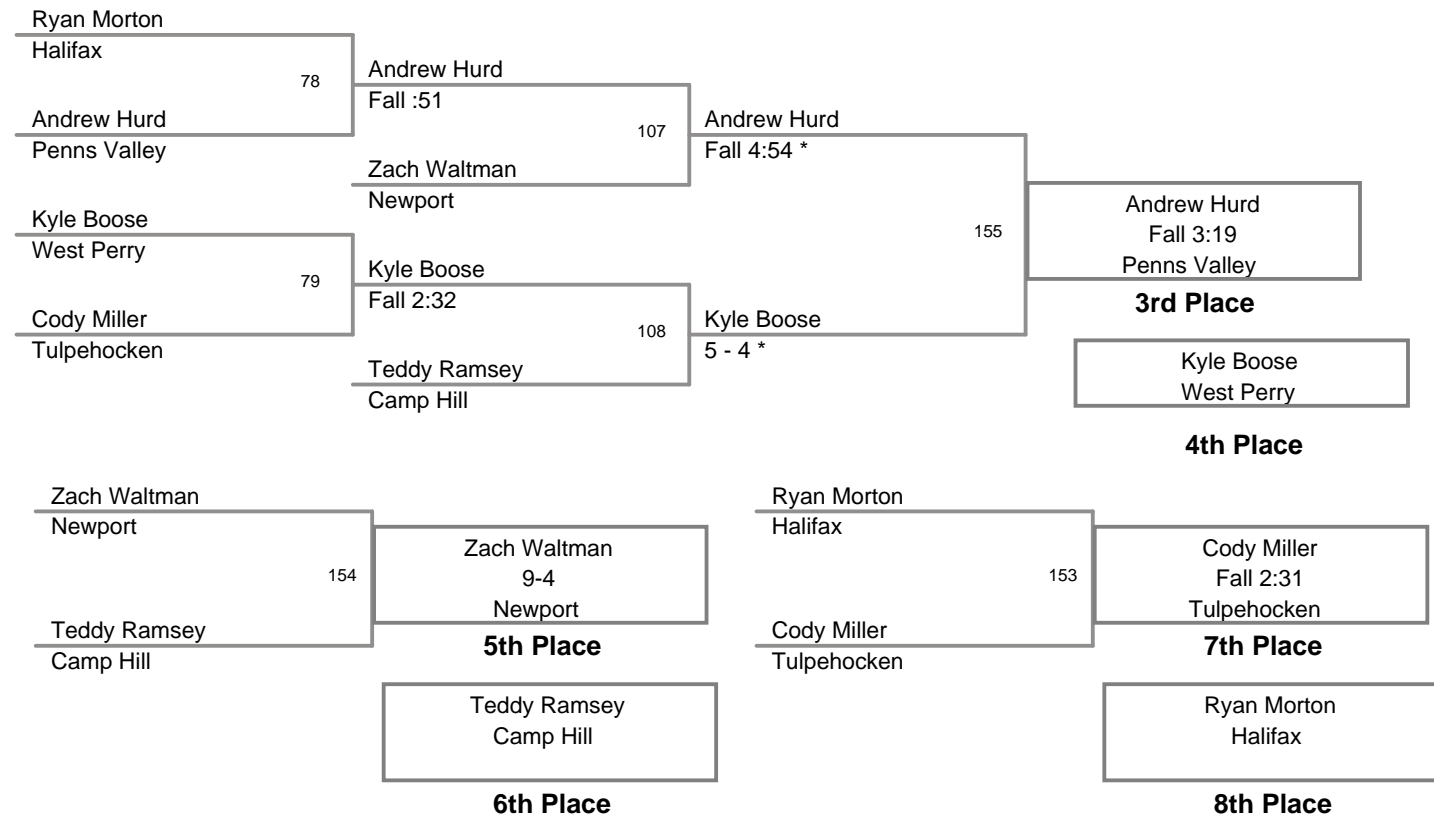 Ryan Morton
Halifax
78
Andrew Hurd
Fall :51
Andrew Hurd
Penns Valley
107
Andrew Hurd
Fall 4:54 *
Zach Waltman
Newport
Kyle Boose
West Perry
155
Andrew Hurd
Fall 3:19
Penns Valley
3rd Place
79
Kyle Boose
Fall 2:32
Cody Miller
Tulpehocken
108
Kyle Boose
5 - 4 *
Teddy Ramsey
Camp Hill
Kyle Boose
West Perry
4th Place
Zach Waltman
Newport
154
Zach Waltman
9-4
Newport
5th Place
Teddy Ramsey
Camp Hill
Teddy Ramsey
Camp Hill
6th Place
Ryan Morton
Halifax
153
Cody Miller
Fall 2:31
Tulpehocken
7th Place
Cody Miller
Tulpehocken
Ryan Morton
Halifax
8th Place